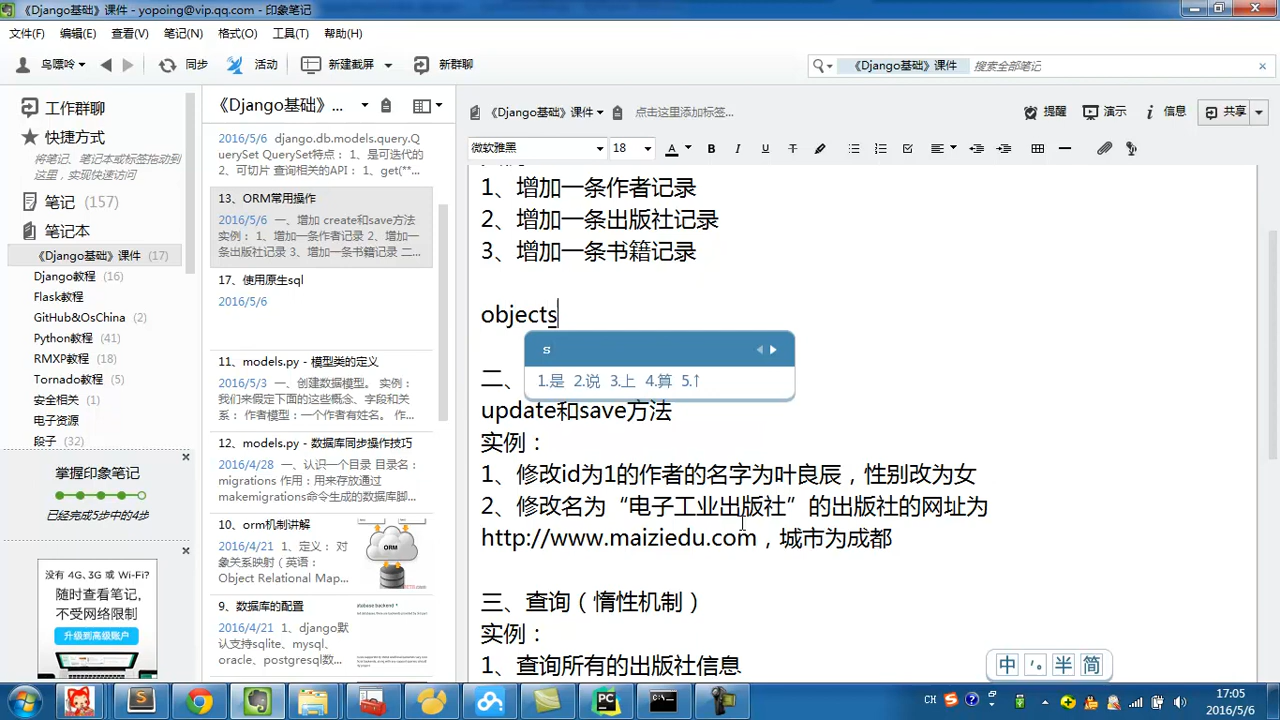 《Django基础》课件 - yopoing@vip.qq.com - 印象笔记
文件(F) 编辑(E) 查看(V) 笔记(N) 格式(O) 工具(T) 帮助(H)
鸟嘌呤 同步 活动 新建截屏 新群聊
《Django基础》课件 搜索全部笔记
工作群聊
快捷方式
将笔记、笔记本或标签拖动到
这里，实现快速访问
笔记 (157)
笔记本
《Django基础》课件 (17)
Django教程 (16)
Flask教程
GitHub&OsChina (2)
Python教程 (41)
RMXP教程 (18)
Tornado教程 (5)
安全相关 (1)
电子资源
段子 (32)
掌握印象笔记
已经完成5步中的4步
没有 4G、3G 或 Wi-Fi?
随时查看笔记,
不受网络限制
升级到高级账户
《Django基础》...
2016/5/6 django.db.models.query.Q
uerySet QuerySet特点： 1、是可迭代的
2、可切片 查询相关的API： 1、get(**...
13、ORM常用操作
2016/5/6 一、增加 create和save方法
实例： 1、增加一条作者记录 2、增加一
条出版社记录 3、增加一条书籍记录 二...
17、使用原生sql
2016/5/6
11、models.py - 模型类的定义
2016/5/3 一、创建数据模型。 实例：
我们来假定下面的这些概念、字段和关
系： 作者模型：一个作者有姓名。 作...
12、models.py - 数据库同步操作技巧
2016/4/28 一、认识一个目录 目录名：
migrations 作用：用来存放通过
makemigrations命令生成的数据库脚...
10、orm机制讲解
2016/4/21 1、定义： 对
象关系映射（英语：
Object Relational Map...
ORM
9、数据库的配置
2016/4/21 1、django默
认支持sqlite、mysql,
oracle、postgresql数...
《Django基础》课件 点击这里添加标签... 提醒 演示 信息 共享
微软雅黑 18 A B I U T
1、增加一条作者记录
2、增加一条出版社记录
3、增加一条书籍记录
objects
s
1.是 2.说 3.上 4.算 5.↑
二、
update和save方法
实例：
1、修改id为1的作者的名字为叶良辰，性别改为女
2、修改名为“电子工业出版社”的出版社的网址为
http://www.maiziedu.com，城市为成都
三、查询（惰性机制）
实例：
1、查询所有的出版社信息
中 半 简
CH 17:05
2016/5/6